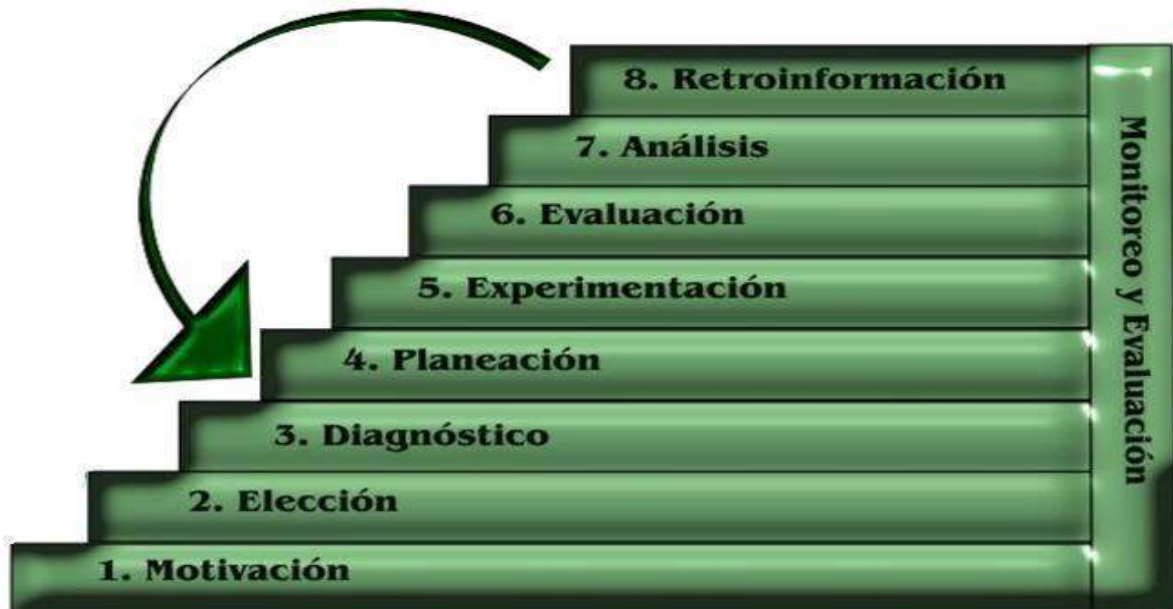 8. Retroinformación
7. Análisis
6. Evaluación
5. Experimentación
4. Planeación
3. Diagnóstico
2. Elección
1. Motivación
Monitoreo y Evaluación